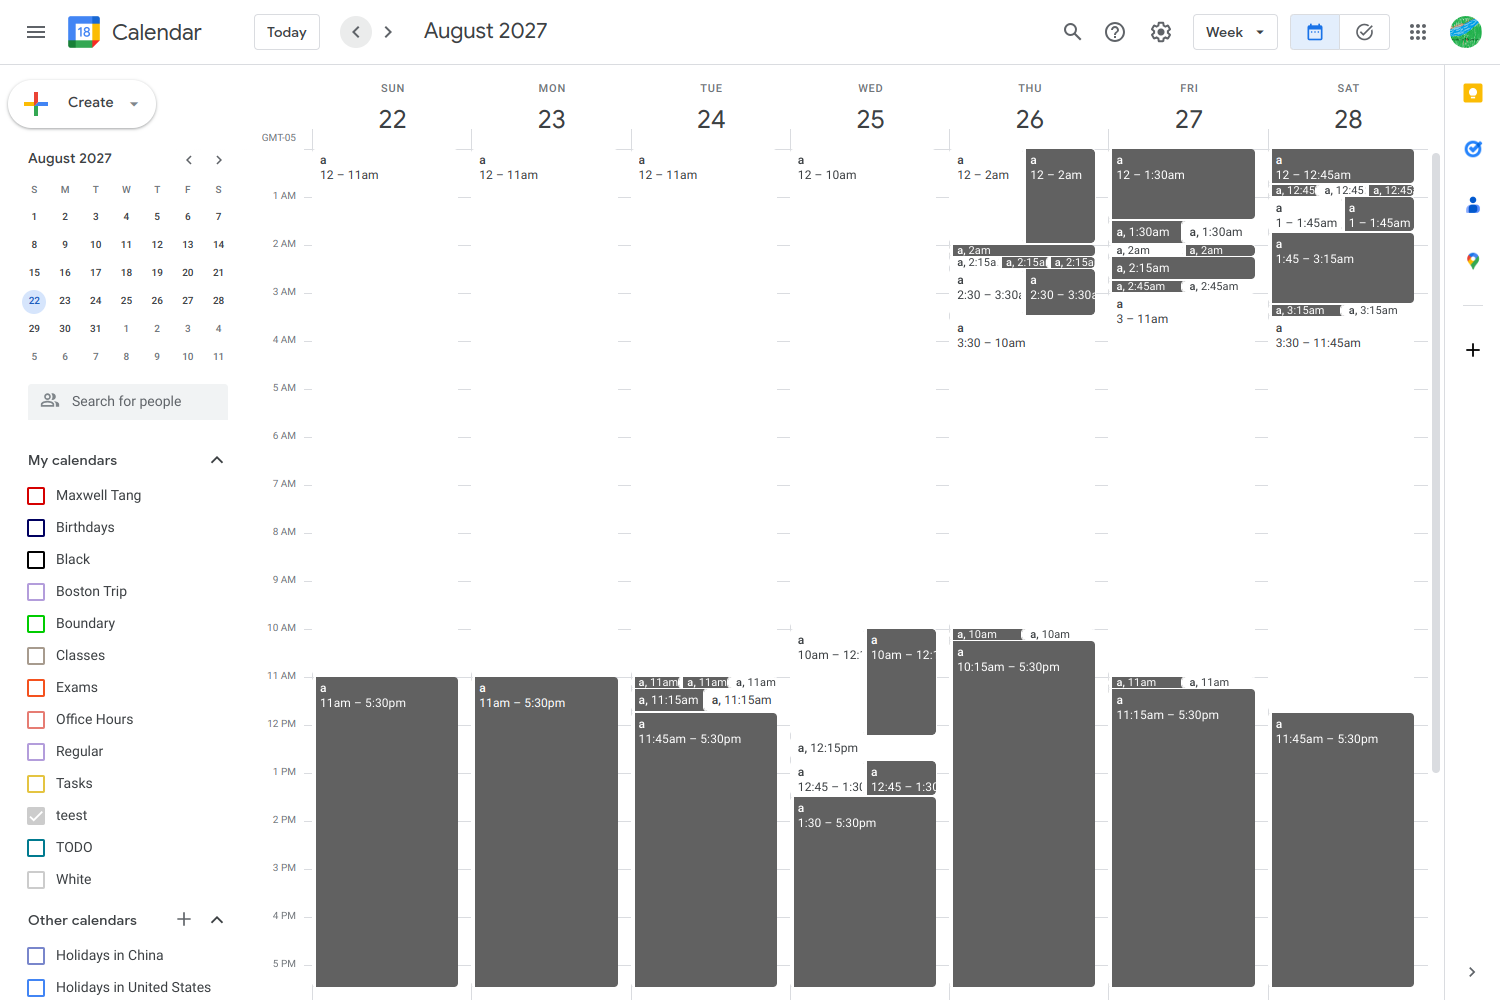 18 Calendar
Today
August 2027
Week
Create
August 2027
S M T W T F S
1 2 3 4 5 6 7
8 9 10 11 12 13 14
15 16 17 18 19 20 21
22 23 24 25 26 27 28
29 30 31 1 2 3 4
5 6 7 8 9 10 11
Search for people
My calendars
Maxwell Tang
Birthdays
Black
Boston Trip
Boundary
Classes
Exams
Office Hours
Regular
Tasks
teest
TODO
White
Other calendars
Holidays in China
Holidays in United States
GMT-05
1 AM
2 AM
3 AM
4 AM
5 AM
6 AM
7 AM
8 AM
9 AM
10 AM
11 AM
12 PM
1 PM
2 PM
3 PM
4 PM
5 PM
SUN
22
a
12 – 11am
a
11am – 5:30pm
MON
23
a
12 – 11am
a
11am – 5:30pm
TUE
24
a
12 – 11am
a, 11am
a, 11am
a, 11am
a, 11:15am
a, 11:15am
a
11:45am – 5:30pm
WED
25
a
12 – 10am
a
10am – 12:
a
10am – 12:
a, 12:15pm
a
12:45 – 1:30
a
12:45 – 1:30
a
1:30 – 5:30pm
THU
26
a
12 – 2am
a
12 – 2am
a, 2am
a, 2:15a
a, 2:15a
a, 2:15a
a
2:30 – 3:30a
a
2:30 – 3:30a
a
3:30 – 10am
a, 10am
a, 10am
a
10:15am – 5:30pm
FRI
27
a
12 – 1:30am
a, 1:30am
a, 1:30am
a, 2am
a, 2am
a, 2:15am
a, 2:45am
a, 2:45am
a
3 – 11am
a, 11am
a, 11am
a
11:15am – 5:30pm
SAT
28
a
12 – 12:45am
a, 12:45
a, 12:45
a, 12:45
a
1 – 1:45am
a
1 – 1:45am
a
1:45 – 3:15am
a, 3:15am
a, 3:15am
a
3:30 – 11:45am
a
11:45am – 5:30pm